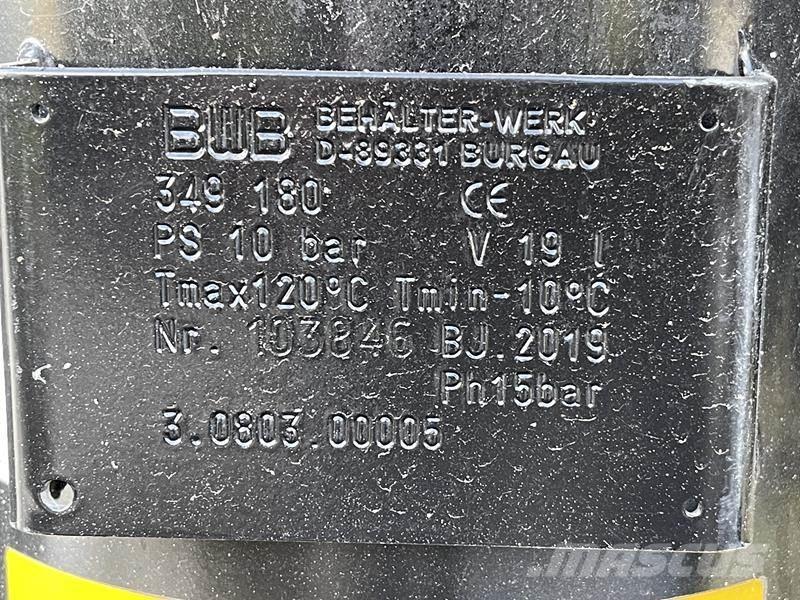 BWB BEHÄLTER-WERK
D-89331 BURGAU
349 180 CE
PS 10 bar V 19 l
Tmax120°C Tmin-10°C
Nr. 103846 BJ.2019
Ph15bar
3.0803.00005
MASCUS